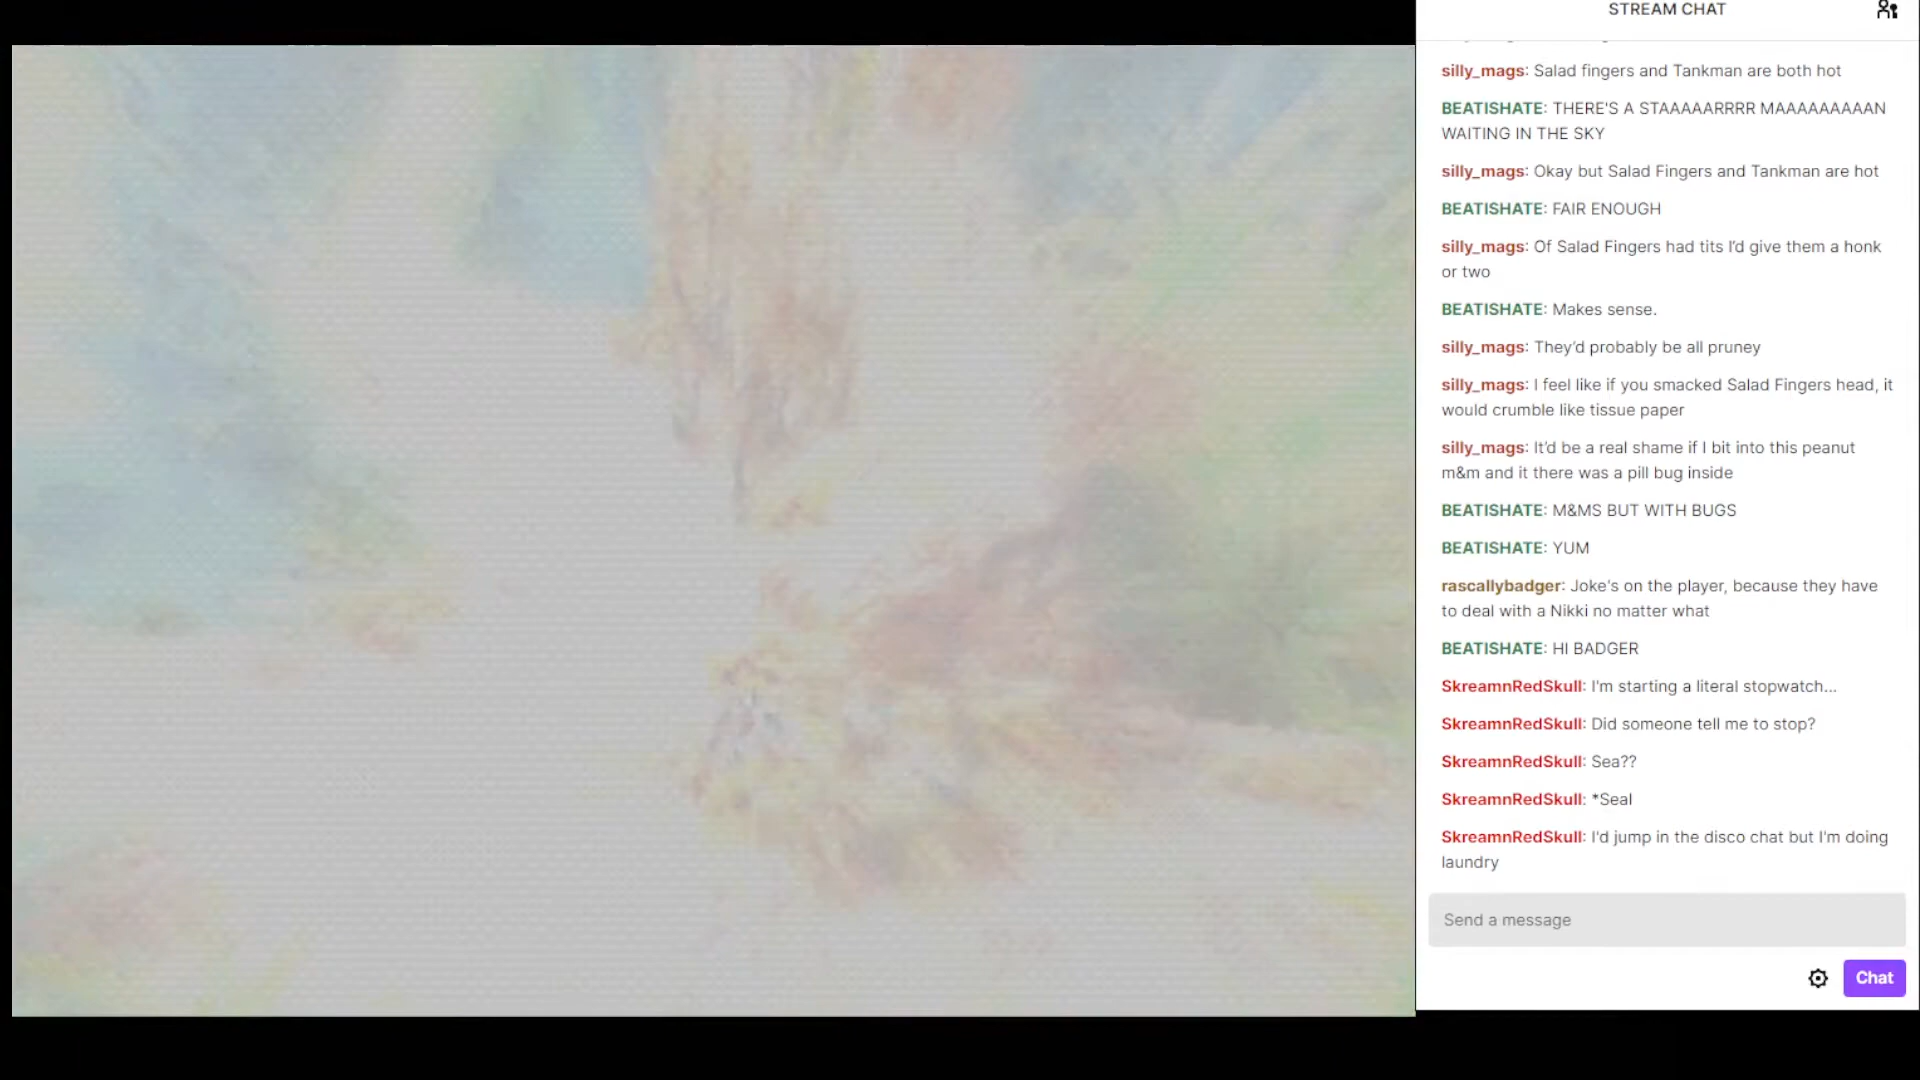 STREAM CHAT
silly_mags: Salad fingers and Tankman are both hot
BEATISHATE: THERE'S A STAAAAARRRR MAAAAAAAAAN
WAITING IN THE SKY
silly_mags: Okay but Salad Fingers and Tankman are hot
BEATISHATE: FAIR ENOUGH
silly_mags: Of Salad Fingers had tits I'd give them a honk
or two
BEATISHATE: Makes sense.
silly_mags: They'd probably be all pruney
silly_mags: I feel like if you smacked Salad Fingers head, it
would crumble like tissue paper
silly_mags: It'd be a real shame if I bit into this peanut
m&m and it there was a pill bug inside
BEATISHATE: M&MS BUT WITH BUGS
BEATISHATE: YUM
rascallybadger: Joke's on the player, because they have
to deal with a Nikki no matter what
BEATISHATE: HI BADGER
SkreamnRedSkull: I'm starting a literal stopwatch...
SkreamnRedSkull: Did someone tell me to stop?
SkreamnRedSkull: Sea??
SkreamnRedSkull: *Seal
SkreamnRedSkull: I'd jump in the disco chat but I'm doing
laundry
Send a message
Chat